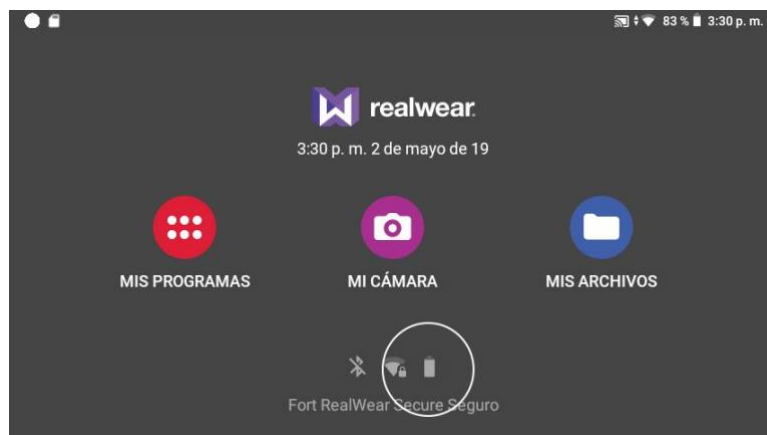 83 % 3:30 p. m.
realwear.
3:30 p. m. 2 de mayo de 19
MIS PROGRAMAS MI CÁMARA MIS ARCHIVOS
Fort RealWear Secure Seguro